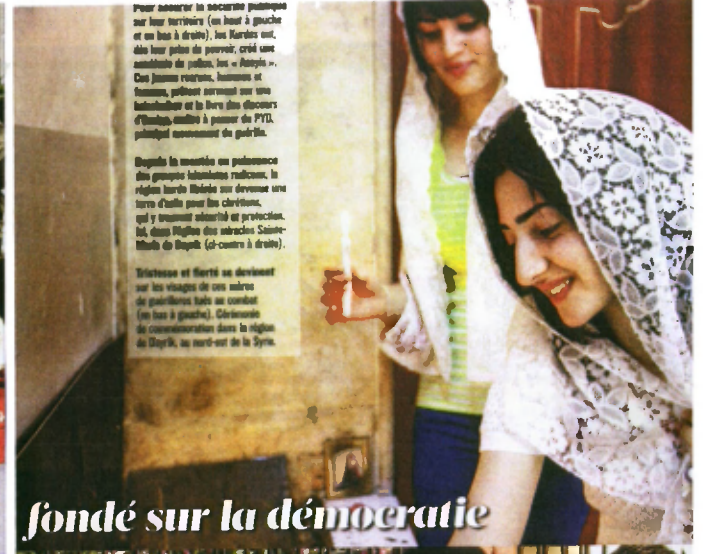 Pour assurer la sécurité publique
sur leur territoire (en haut à gauche
et en bas à droite), les Kurdes ont,
dès leur prise de pouvoir, créé une
de police, les « Asayis ».
Ces jeunes recrues, hommes et
femmes, prêtent serment sur une
et le livre des discours
à penser du PYD,
principal mouvement de guérilla.
Depuis la montée en puissance
des groupes islamistes radicaux, la
région kurde libérée est devenue une
terre d'asile pour les chrétiens,
qui y trouvent sécurité et protection.
Ici, dans l'église des miracles Sainte-
Marie de Dayrik (ci-contre à droite).
Tristesse et fierté se devinent
sur les visages de ces mères
de guérilleros tués au combat
(en bas à gauche). Cérémonie
de commémoration dans la région
de Dayrik, au nord-est de la Syrie.
fondé sur la démocratie